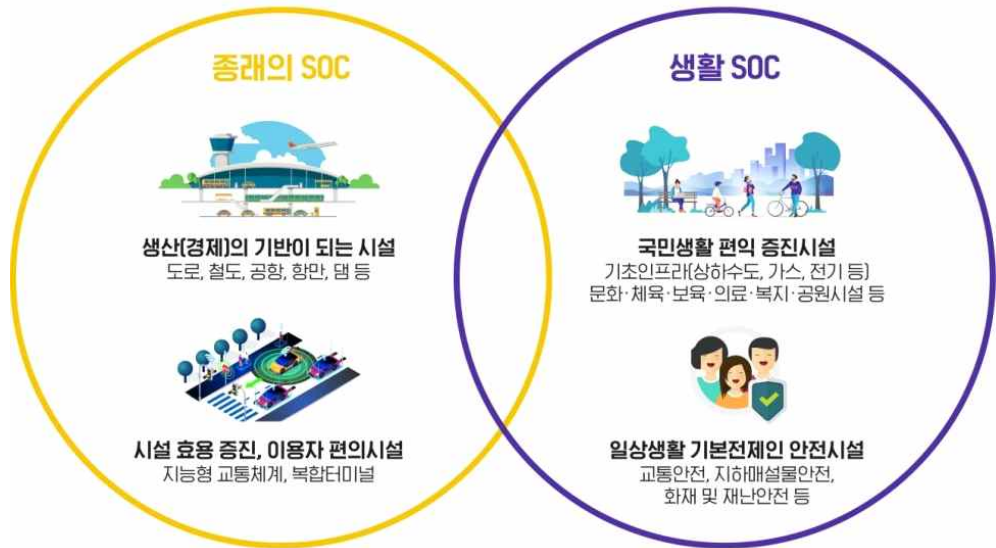 종래의 SOC
생산(경제)의 기반이 되는 시설
도로, 철도, 공항, 항만, 댐 등
시설 효용 증진, 이용자 편의시설
지능형 교통체계, 복합터미널
생활 SOC
국민생활 편익 증진시설
기초인프라(상하수도, 가스, 전기 등)
문화·체육·보육·의료·복지·공원시설 등
일상생활 기본전제인 안전시설
교통안전, 지하매설물안전,
화재 및 재난안전 등